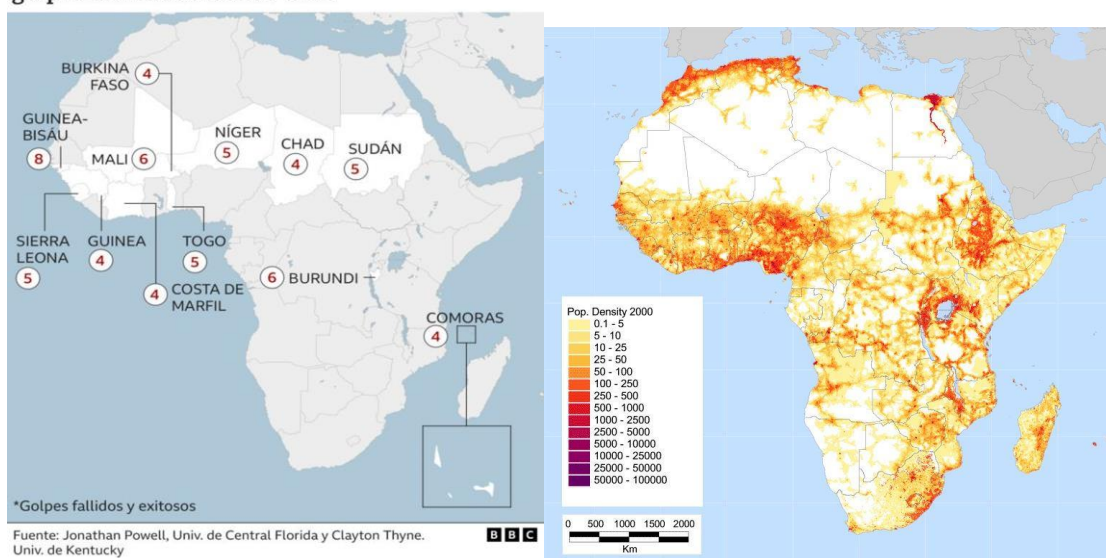 BURKINA
FASO
4
GUINEA-
BISÁU
8
MALI 6
NÍGER
5
CHAD
4
SUDÁN
5
SIERRA
LEONA
5
GUINEA
4
TOGO
5
4
COSTA DE
MARFIL
6 BURUNDI
COMORAS
4
*Golpes fallidos y exitosos
Fuente: Jonathan Powell, Univ. de Central Florida y Clayton Thyne.
Univ. de Kentucky
BBC
Pop. Density 2000
0.1 - 5
5 - 10
10 - 25
25 - 50
50 - 100
100 - 250
250 - 500
500 - 1000
1000 - 2500
2500 - 5000
5000 - 10000
10000 - 25000
25000 - 50000
50000 - 100000
0 500 1000 1500 2000
Km